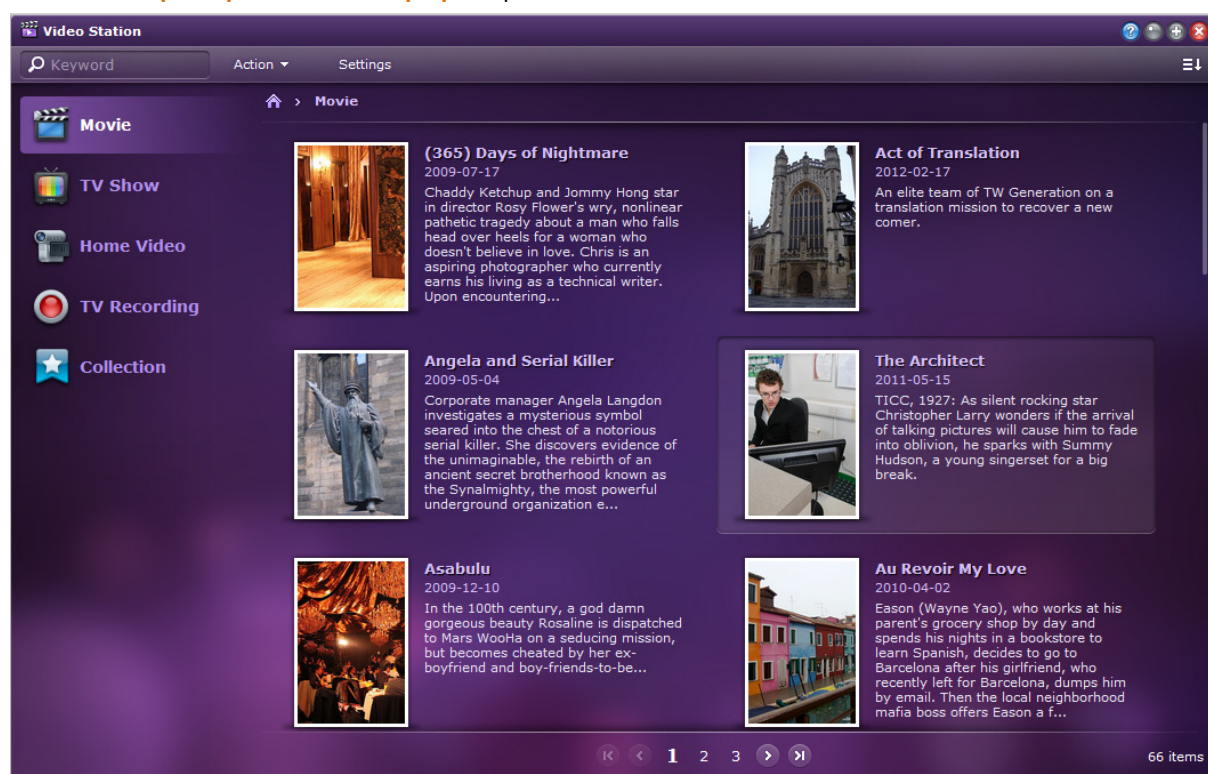 Video Station
Keyword
Action
Settings
Movie
TV Show
Home Video
TV Recording
Collection
Movie
(365) Days of Nightmare
2009-07-17
Chaddy Ketchup and Jommy Hong star
in director Rosy Flower's wry, nonlinear
pathetic tragedy about a man who falls
head over heels for a woman who
doesn't believe in love. Chris is an
aspiring photographer who currently
earns his living as a technical writer.
Upon encountering...
Act of Translation
2012-02-17
An elite team of TW Generation on a
translation mission to recover a new
comer.
Angela and Serial Killer
2009-05-04
Corporate manager Angela Langdon
investigates a mysterious symbol
seared into the chest of a notorious
serial killer. She discovers evidence of
the unimaginable, the rebirth of an
ancient secret brotherhood known as
the Synalmighty, the most powerful
underground organization e...
The Architect
2011-05-15
TICC, 1927: As silent rocking star
Christopher Larry wonders if the arrival
of talking pictures will cause him to fade
into oblivion, he sparks with Summy
Hudson, a young singerset for a big
break.
Asabulu
2009-12-10
In the 100th century, a god damn
gorgeous beauty Rosaline is dispatched
to Mars WooHa on a seducing mission,
but becomes cheated by her ex-
boyfriend and boy-friends-to-be...
Au Revoir My Love
2010-04-02
Eason (Wayne Yao), who works at his
parent's grocery shop by day and
spends his nights in a bookstore to
learn Spanish, decides to go to
Barcelona after his girlfriend, who
recently left for Barcelona, dumps him
by email. Then the local neighborhood
mafia boss offers Eason a f...
1 2 3
66 items